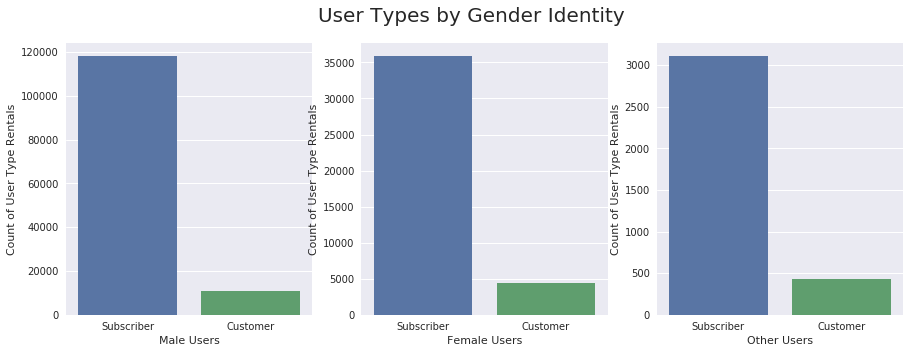 User Types by Gender Identity
Count of User Type Rentals
120000
100000
80000
60000
40000
20000
0
Subscriber
Customer
Male Users
Count of User Type Rentals
35000
30000
25000
20000
15000
10000
5000
0
Subscriber
Customer
Female Users
Count of User Type Rentals
3000
2500
2000
1500
1000
500
0
Subscriber
Customer
Other Users